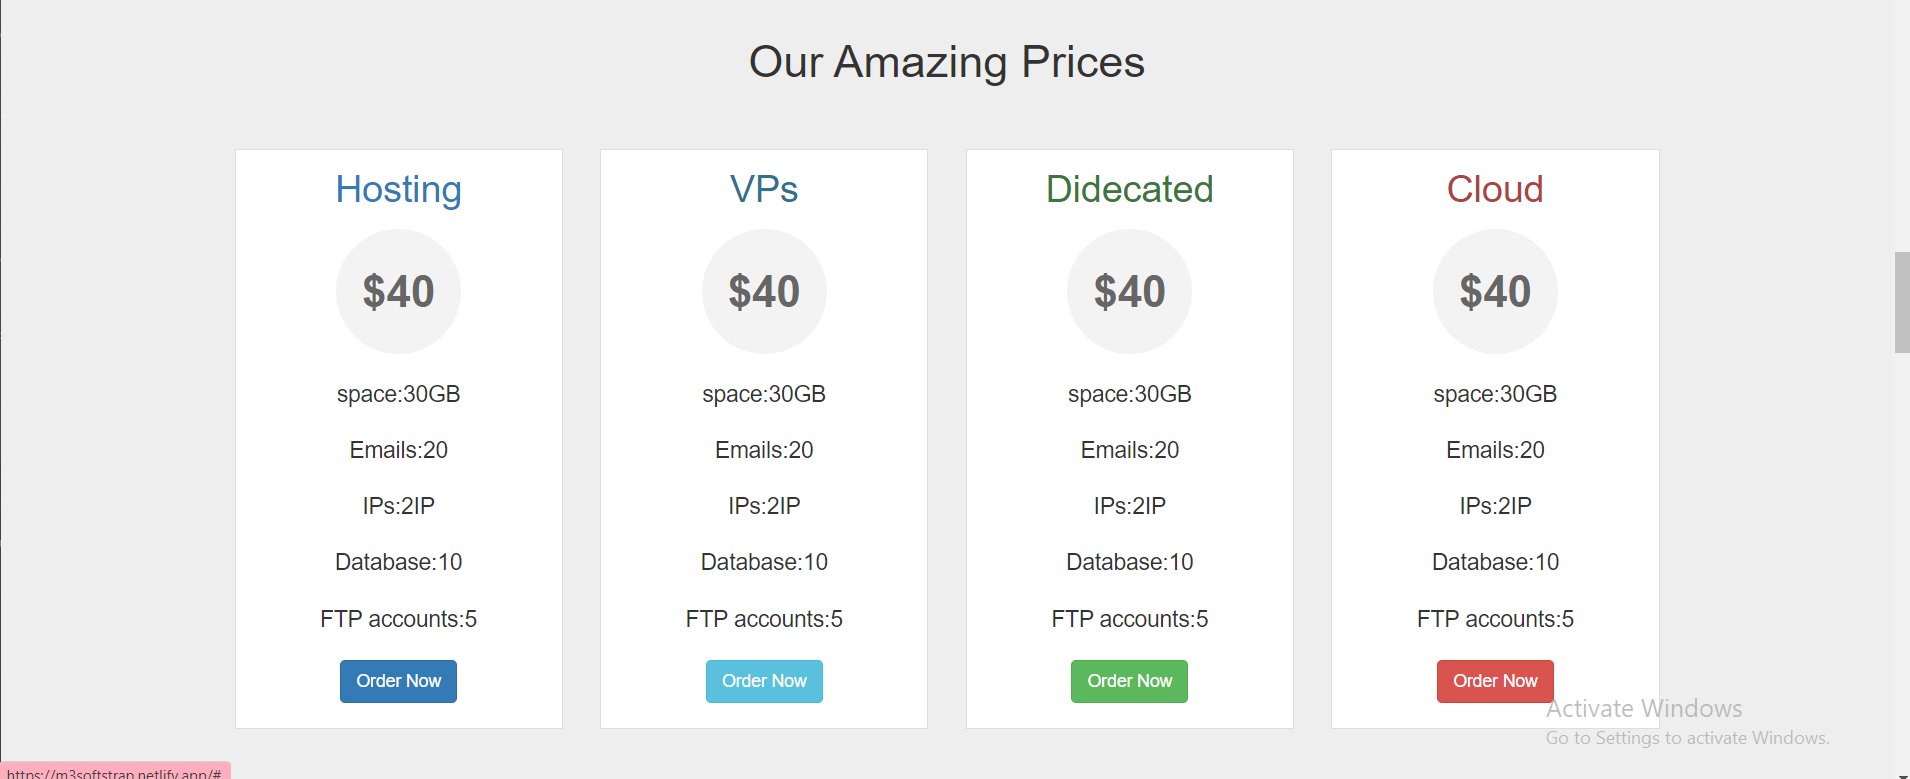 Our Amazing Prices
Hosting
$40
space:30GB
Emails:20
IPs:2IP
Database:10
FTP accounts:5
Order Now
VPs
$40
space:30GB
Emails:20
IPs:2IP
Database:10
FTP accounts:5
Order Now
Didecated
$40
space:30GB
Emails:20
IPs:2IP
Database:10
FTP accounts:5
Order Now
Cloud
$40
space:30GB
Emails:20
IPs:2IP
Database:10
FTP accounts:5
Order Now
Activate Windows
Go to Settings to activate Windows.
https://m3softstrap.netlify.app/#